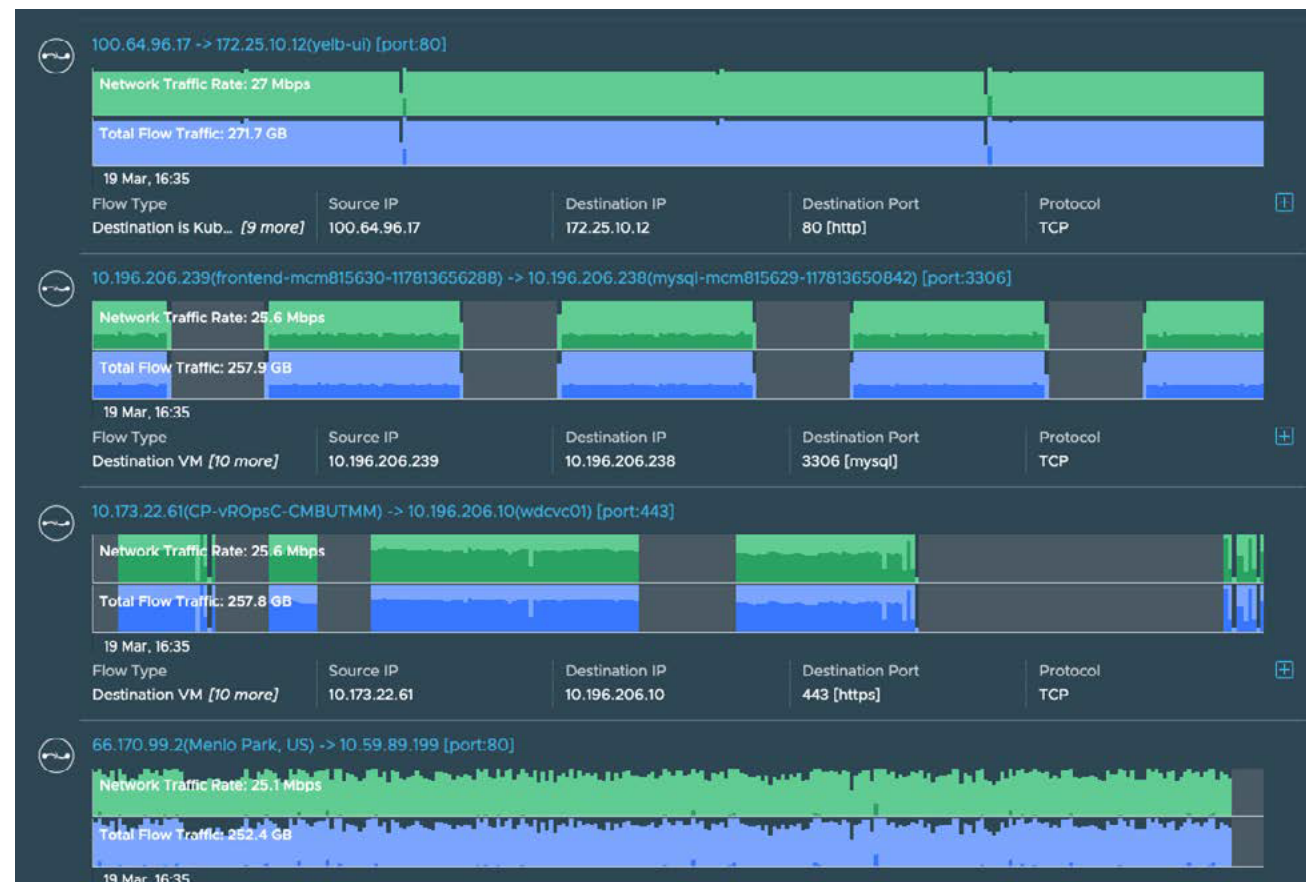 100.64.96.17 -> 172.25.10.12(yelb-ui) [port:80]
Network Traffic Rate: 27 Mbps
Total Flow Traffic: 271.7 GB
19 Mar, 16:35
Flow Type Source IP Destination IP Destination Port Protocol
Destination is Kub... [9 more] 100.64.96.17 172.25.10.12 80 [http] TCP
10.196.206.239(frontend-mcm815630-117813656288) -> 10.196.206.238(mysql-mcm815629-117813650842) [port:3306]
Network Traffic Rate: 25.6 Mbps
Total Flow Traffic: 257.9 GB
19 Mar, 16:35
Flow Type Source IP Destination IP Destination Port Protocol
Destination VM [10 more] 10.196.206.239 10.196.206.238 3306 [mysql] TCP
10.173.22.61(CP-vROpsC-CMBUTMM) -> 10.196.206.10(wdcvc01) [port:443]
Network Traffic Rate: 25.6 Mbps
Total Flow Traffic: 257.8 GB
19 Mar, 16:35
Flow Type Source IP Destination IP Destination Port Protocol
Destination VM [10 more] 10.173.22.61 10.196.206.10 443 [https] TCP
66.170.99.2(Menlo Park, US) -> 10.59.89.199 [port:80]
Network Traffic Rate: 25.1 Mbps
Total Flow Traffic: 252.4 GB
19 Mar, 16:35